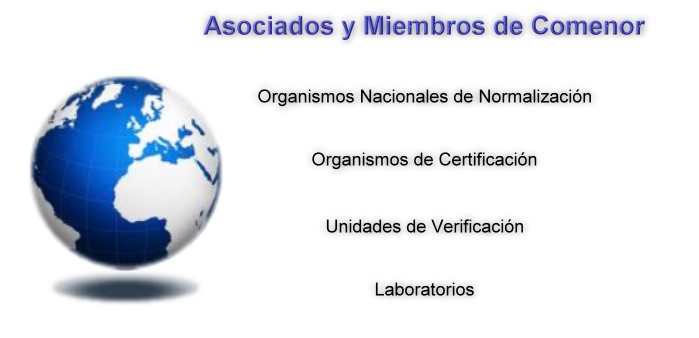 Asociados y Miembros de Comenor
Organismos Nacionales de Normalización
Organismos de Certificación
Unidades de Verificación
Laboratorios